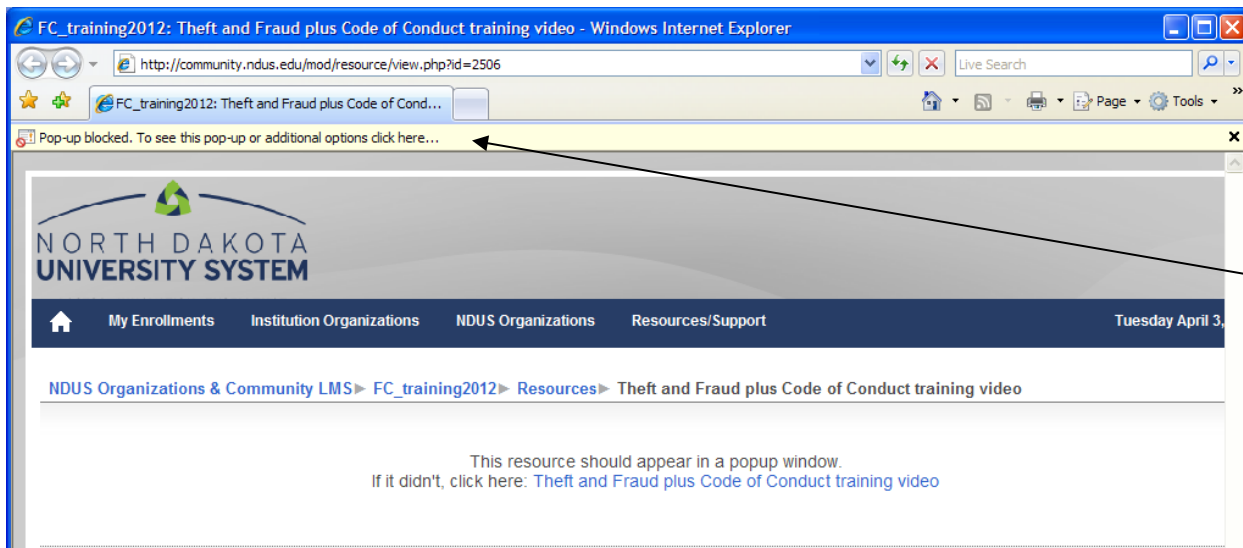 FC_training2012: Theft and Fraud plus Code of Conduct training video - Windows Internet Explorer
http://community.ndus.edu/mod/resource/view.php?id=2506
Live Search
FC_training2012: Theft and Fraud plus Code of Cond...
Page
Tools
Pop-up blocked. To see this pop-up or additional options click here...
NORTH DAKOTA
UNIVERSITY SYSTEM
My Enrollments Institution Organizations NDUS Organizations Resources/Support Tuesday April 3,
NDUS Organizations & Community LMS► FC_training2012► Resources► Theft and Fraud plus Code of Conduct training video
This resource should appear in a popup window.
If it didn't, click here: Theft and Fraud plus Code of Conduct training video